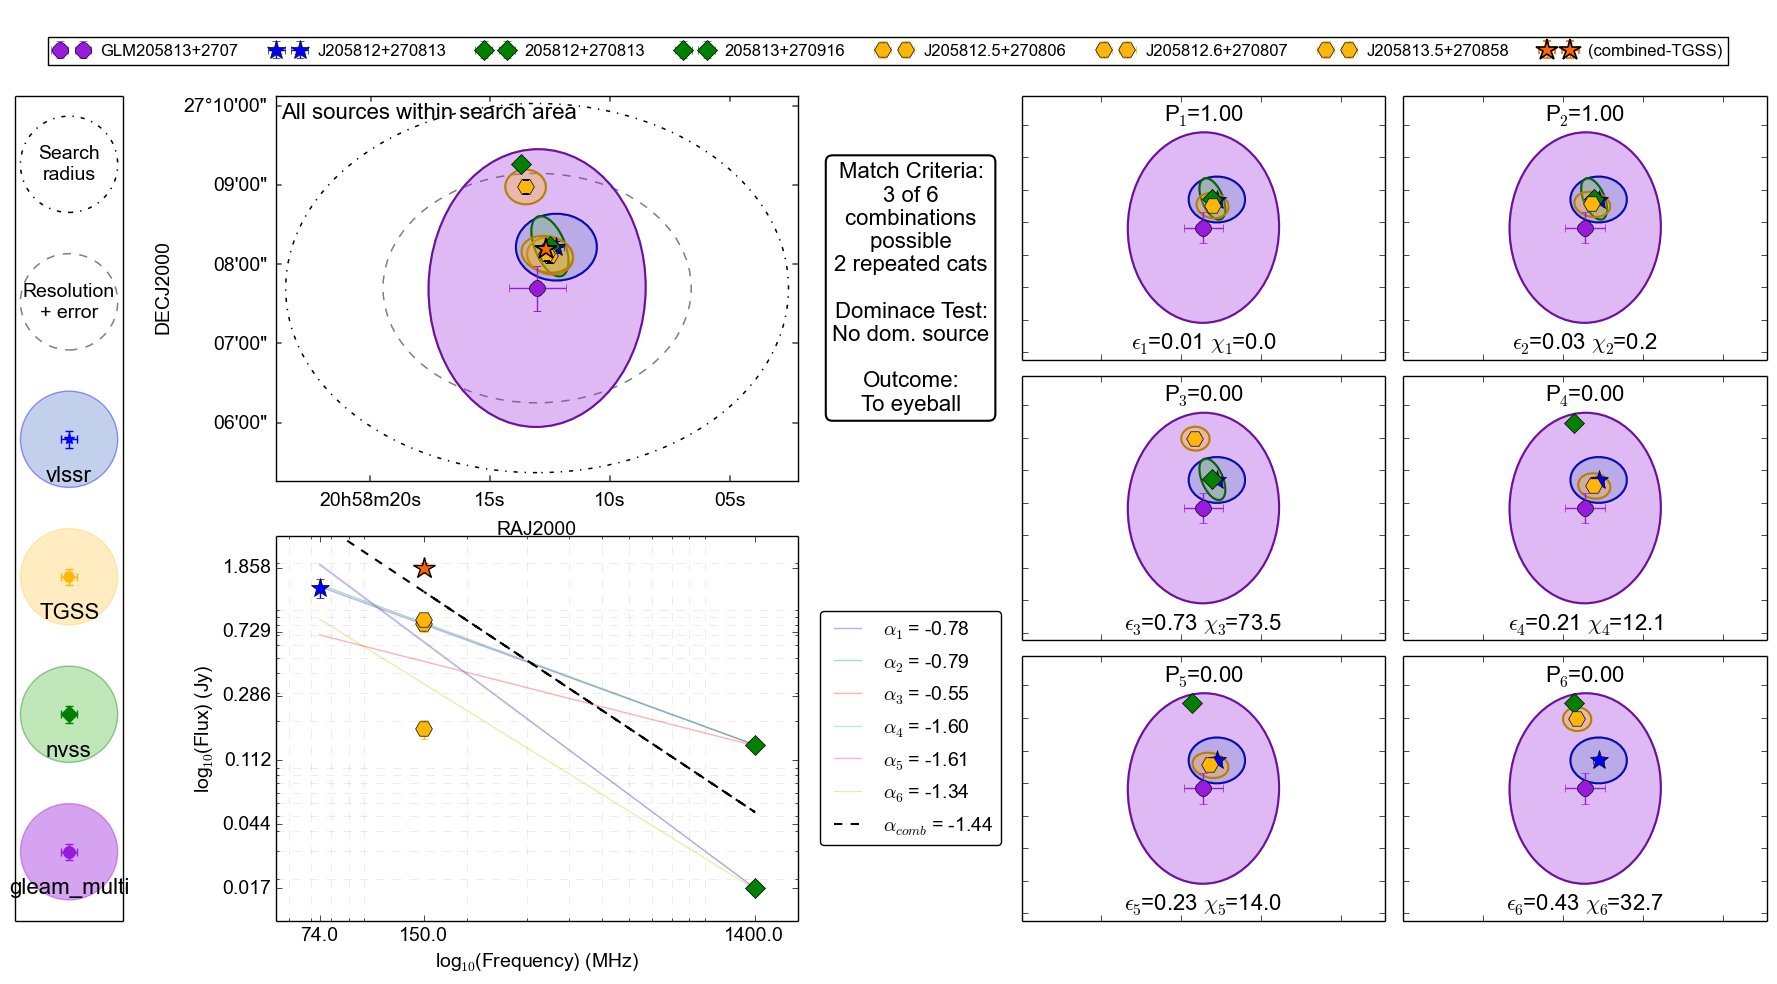 GLM205813+2707 J205812+270813 205812+270813 205813+270916 J205812.5+270806 J205812.6+270807 J205813.5+270858 (combined-TGSS)
Search
radius
Resolution
+ error
vlssr
TGSS
nvss
gleam_multi
All sources within search area
DECJ2000
27°10'00"
09'00"
08'00"
07'00"
06'00"
20h58m20s 15s 10s 05s
RAJ2000
log10(Flux) (Jy)
1.858
0.729
0.286
0.112
0.044
0.017
74.0 150.0 1400.0
log10(Frequency) (MHz)
Match Criteria:
3 of 6
combinations
possible
2 repeated cats
Dominace Test:
No dom. source
Outcome:
To eyeball
α1 = -0.78
α2 = -0.79
α3 = -0.55
α4 = -1.60
α5 = -1.61
α6 = -1.34
αcomb = -1.44
P1=1.00
ϵ1=0.01 χ1=0.0
P2=1.00
ϵ2=0.03 χ2=0.2
P3=0.00
ϵ3=0.73 χ3=73.5
P4=0.00
ϵ4=0.21 χ4=12.1
P5=0.00
ϵ5=0.23 χ5=14.0
P6=0.00
ϵ6=0.43 χ6=32.7